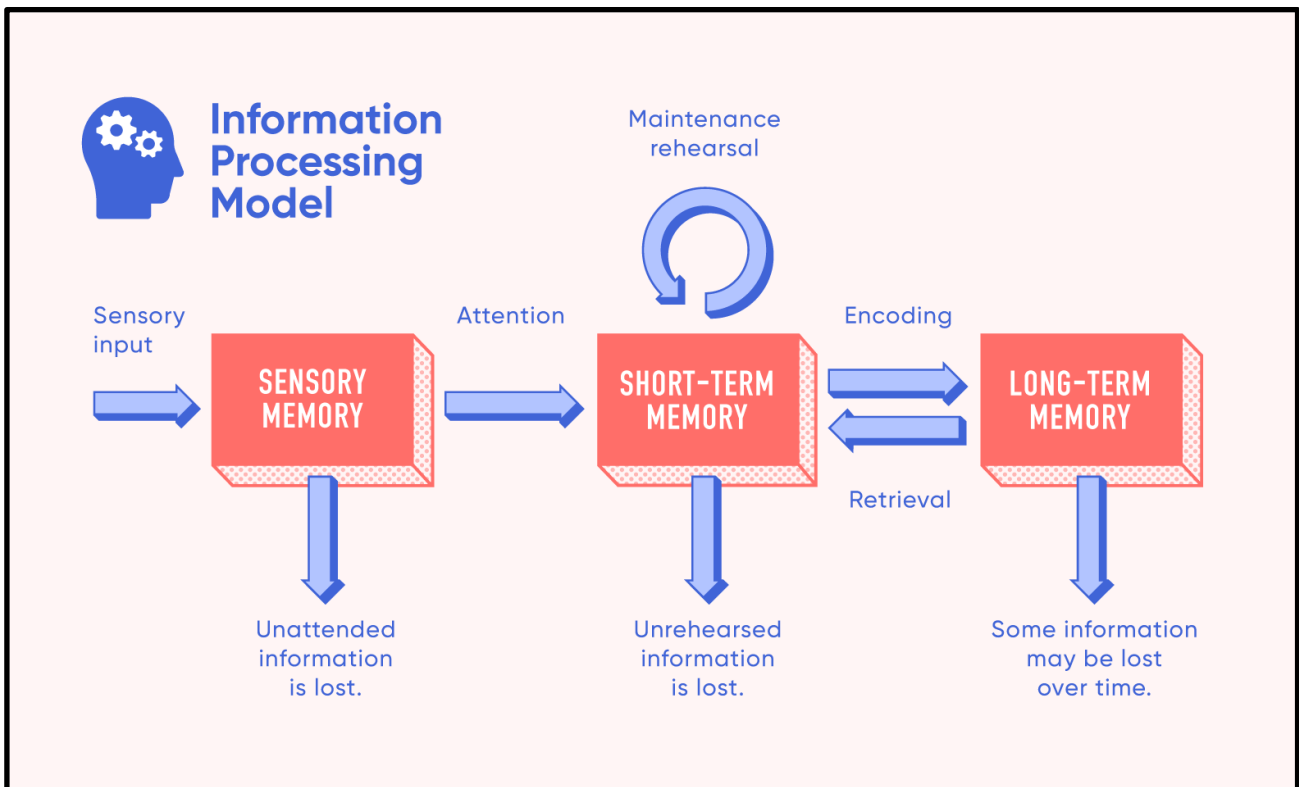 Information
Processing
Model
Maintenance
rehearsal
Sensory
input
Attention
Encoding
SENSORY
MEMORY
SHORT-TERM
MEMORY
LONG-TERM
MEMORY
Retrieval
Unattended
information
is lost.
Unrehearsed
information
is lost.
Some information
may be lost
over time.